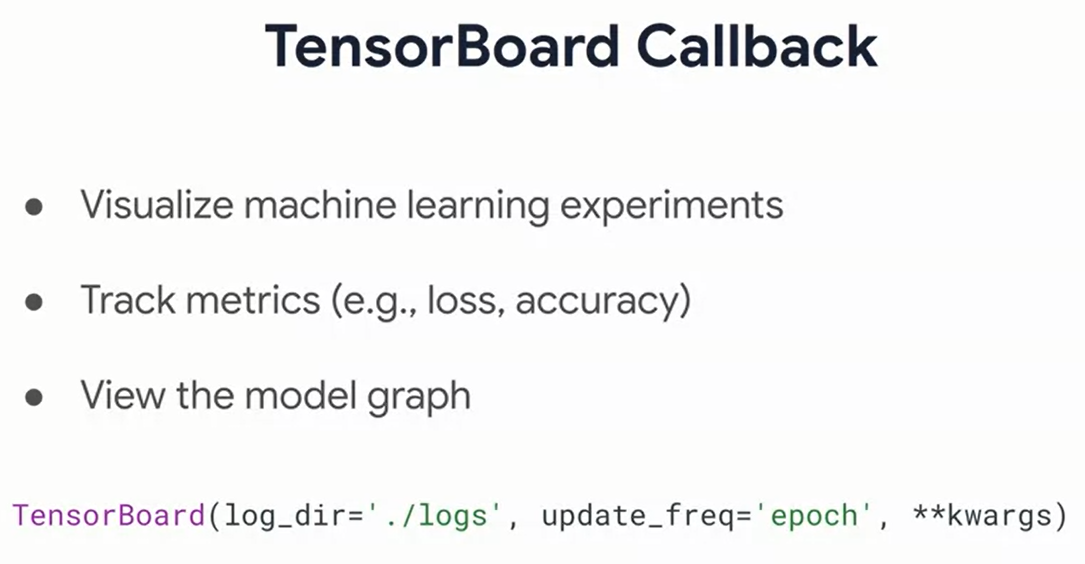 TensorBoard Callback
● Visualize machine learning experiments
● Track metrics (e.g., loss, accuracy)
● View the model graph
TensorBoard(log_dir='./logs', update_freq='epoch', **kwargs)